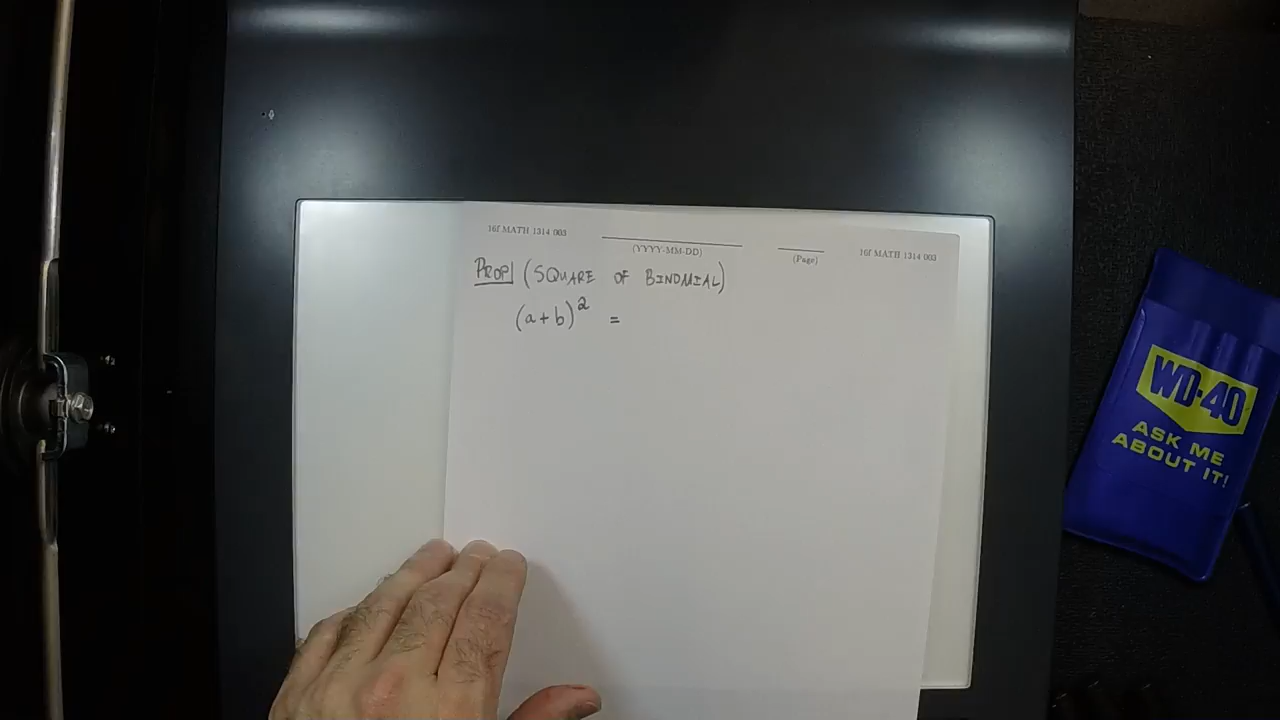 16f MATH 1314 003
(YYYY-MM-DD)
(Page)
16f MATH 1314 003
PROP (SQUARE OF BINOMIAL)
(a+b)² =
WD-40
ASK ME
ABOUT IT!